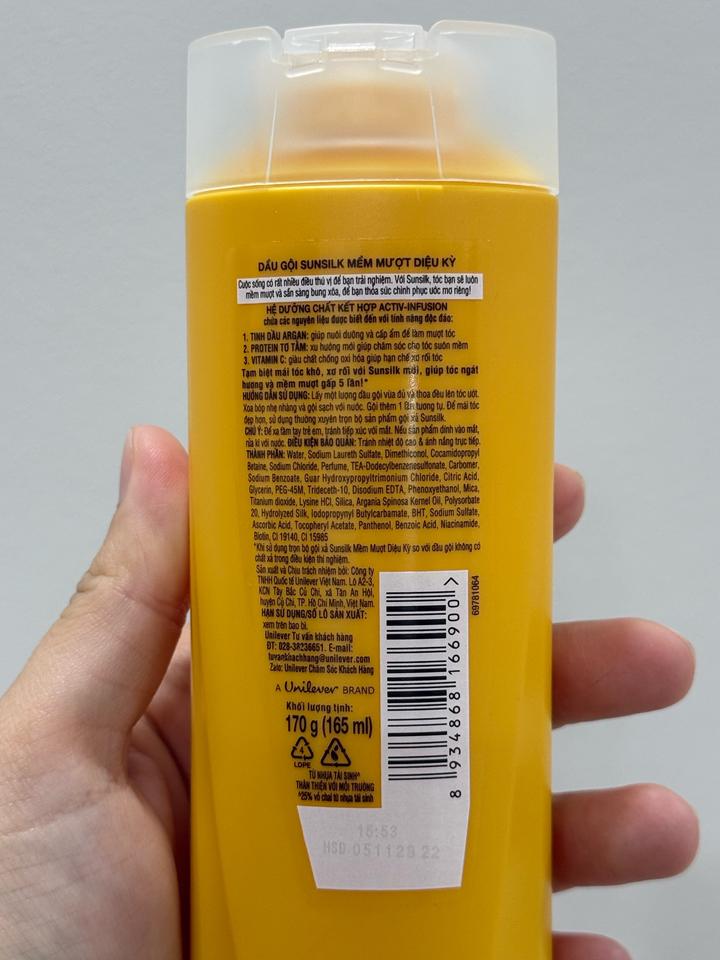 DẦU GỘI SUNSILK MỀM MƯỢT DIỆU KỲ
Cuộc sống có rất nhiều điều thú vị để bạn trải nghiệm. Với Sunsilk, tóc bạn sẽ luôn
mềm mượt và sẵn sàng bung xõa, để bạn thỏa sức chinh phục ước mơ riêng!
HỆ DƯỠNG CHẤT KẾT HỢP ACTIV-INFUSION
chứa các nguyên liệu được biết đến với tính năng độc đáo:
1. TINH DẦU ARGAN: giúp nuôi dưỡng và cấp ẩm để làm mượt tóc
2. PROTEIN TƠ TẰM: xu hướng mới giúp chăm sóc cho tóc suôn mềm
3. VITAMIN C: giàu chất chống oxi hóa giúp hạn chế xơ rối tóc
Tạm biệt mái tóc khô, xơ rối với Sunsilk mới, giúp tóc ngát
hương và mềm mượt gấp 5 lần!*
HƯỚNG DẪN SỬ DỤNG: Lấy một lượng dầu gội vừa đủ và thoa đều lên tóc ướt.
Xoa bóp nhẹ nhàng và gội sạch với nước. Gội thêm 1 lần tương tự. Để mái tóc
đẹp hơn, sử dụng thường xuyên trọn bộ sản phẩm gội xả Sunsilk.
CHÚ Ý: Để xa tầm tay trẻ em, tránh tiếp xúc với mắt. Nếu sản phẩm dính vào mắt,
rửa kĩ với nước. ĐIỀU KIỆN BẢO QUẢN: Tránh nhiệt độ cao & ánh nắng trực tiếp.
THÀNH PHẦN: Water, Sodium Laureth Sulfate, Dimethiconol, Cocamidopropyl
Betaine, Sodium Chloride, Perfume, TEA-Dodecylbenzenesulfonate, Carbomer,
Sodium Benzoate, Guar Hydroxypropyltrimonium Chloride, Citric Acid,
Glycerin, PEG-45M, Trideceth-10, Disodium EDTA, Phenoxyethanol, Mica,
Titanium dioxide, Lysine HCl, Silica, Argania Spinosa Kernel Oil, Polysorbate
20, Hydrolyzed Silk, Iodopropynyl Butylcarbamate, BHT, Sodium Sulfate,
Ascorbic Acid, Tocopheryl Acetate, Panthenol, Benzoic Acid, Niacinamide,
Biotin, CI 19140, CI 15985
*Khi sử dụng trọn bộ gội xả Sunsilk Mềm Mượt Diệu Kỳ so với dầu gội không có
chất xả trong điều kiện thí nghiệm.
Sản xuất và Chịu trách nhiệm bởi: Công ty
TNHH Quốc tế Unilever Việt Nam. Lô A2-3,
KCN Tây Bắc Củ Chi, xã Tân An Hội,
huyện Củ Chi, TP. Hồ Chí Minh, Việt Nam.
HẠN SỬ DỤNG/SỐ LÔ SẢN XUẤT:
xem trên bao bì.
Unilever Tư vấn khách hàng
ĐT: 028-38236651. E-mail:
tuvankhachhang@unilever.com
Zalo: Unilever Chăm Sóc Khách Hàng
A Unilever BRAND
Khối lượng tịnh:
170 g (165 ml)
4
LDPE
TỪ NHỰA TÁI SINH^
THÂN THIỆN VỚI MÔI TRƯỜNG
^25% vỏ chai từ nhựa tái sinh
8 934868 166900 >
69781064
15:53
HSD 051123 22